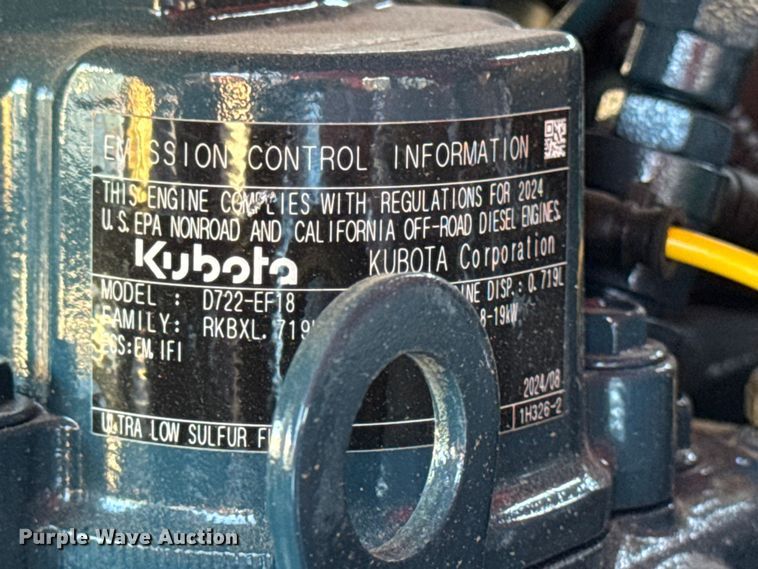 EMISSION CONTROL INFORMATION
THIS ENGINE COMPLIES WITH REGULATIONS FOR 2024
U.S. EPA NONROAD AND CALIFORNIA OFF-ROAD DIESEL ENGINES.
Kubota KUBOTA Corporation
MODEL : D722-EF18 DISP.: 0.719L
FAMILY: RKBXL.719 8-19kW
ECS:EM, IFI
2024/08
ULTRA LOW SULFUR 1H326-2
Purple Wave Auction